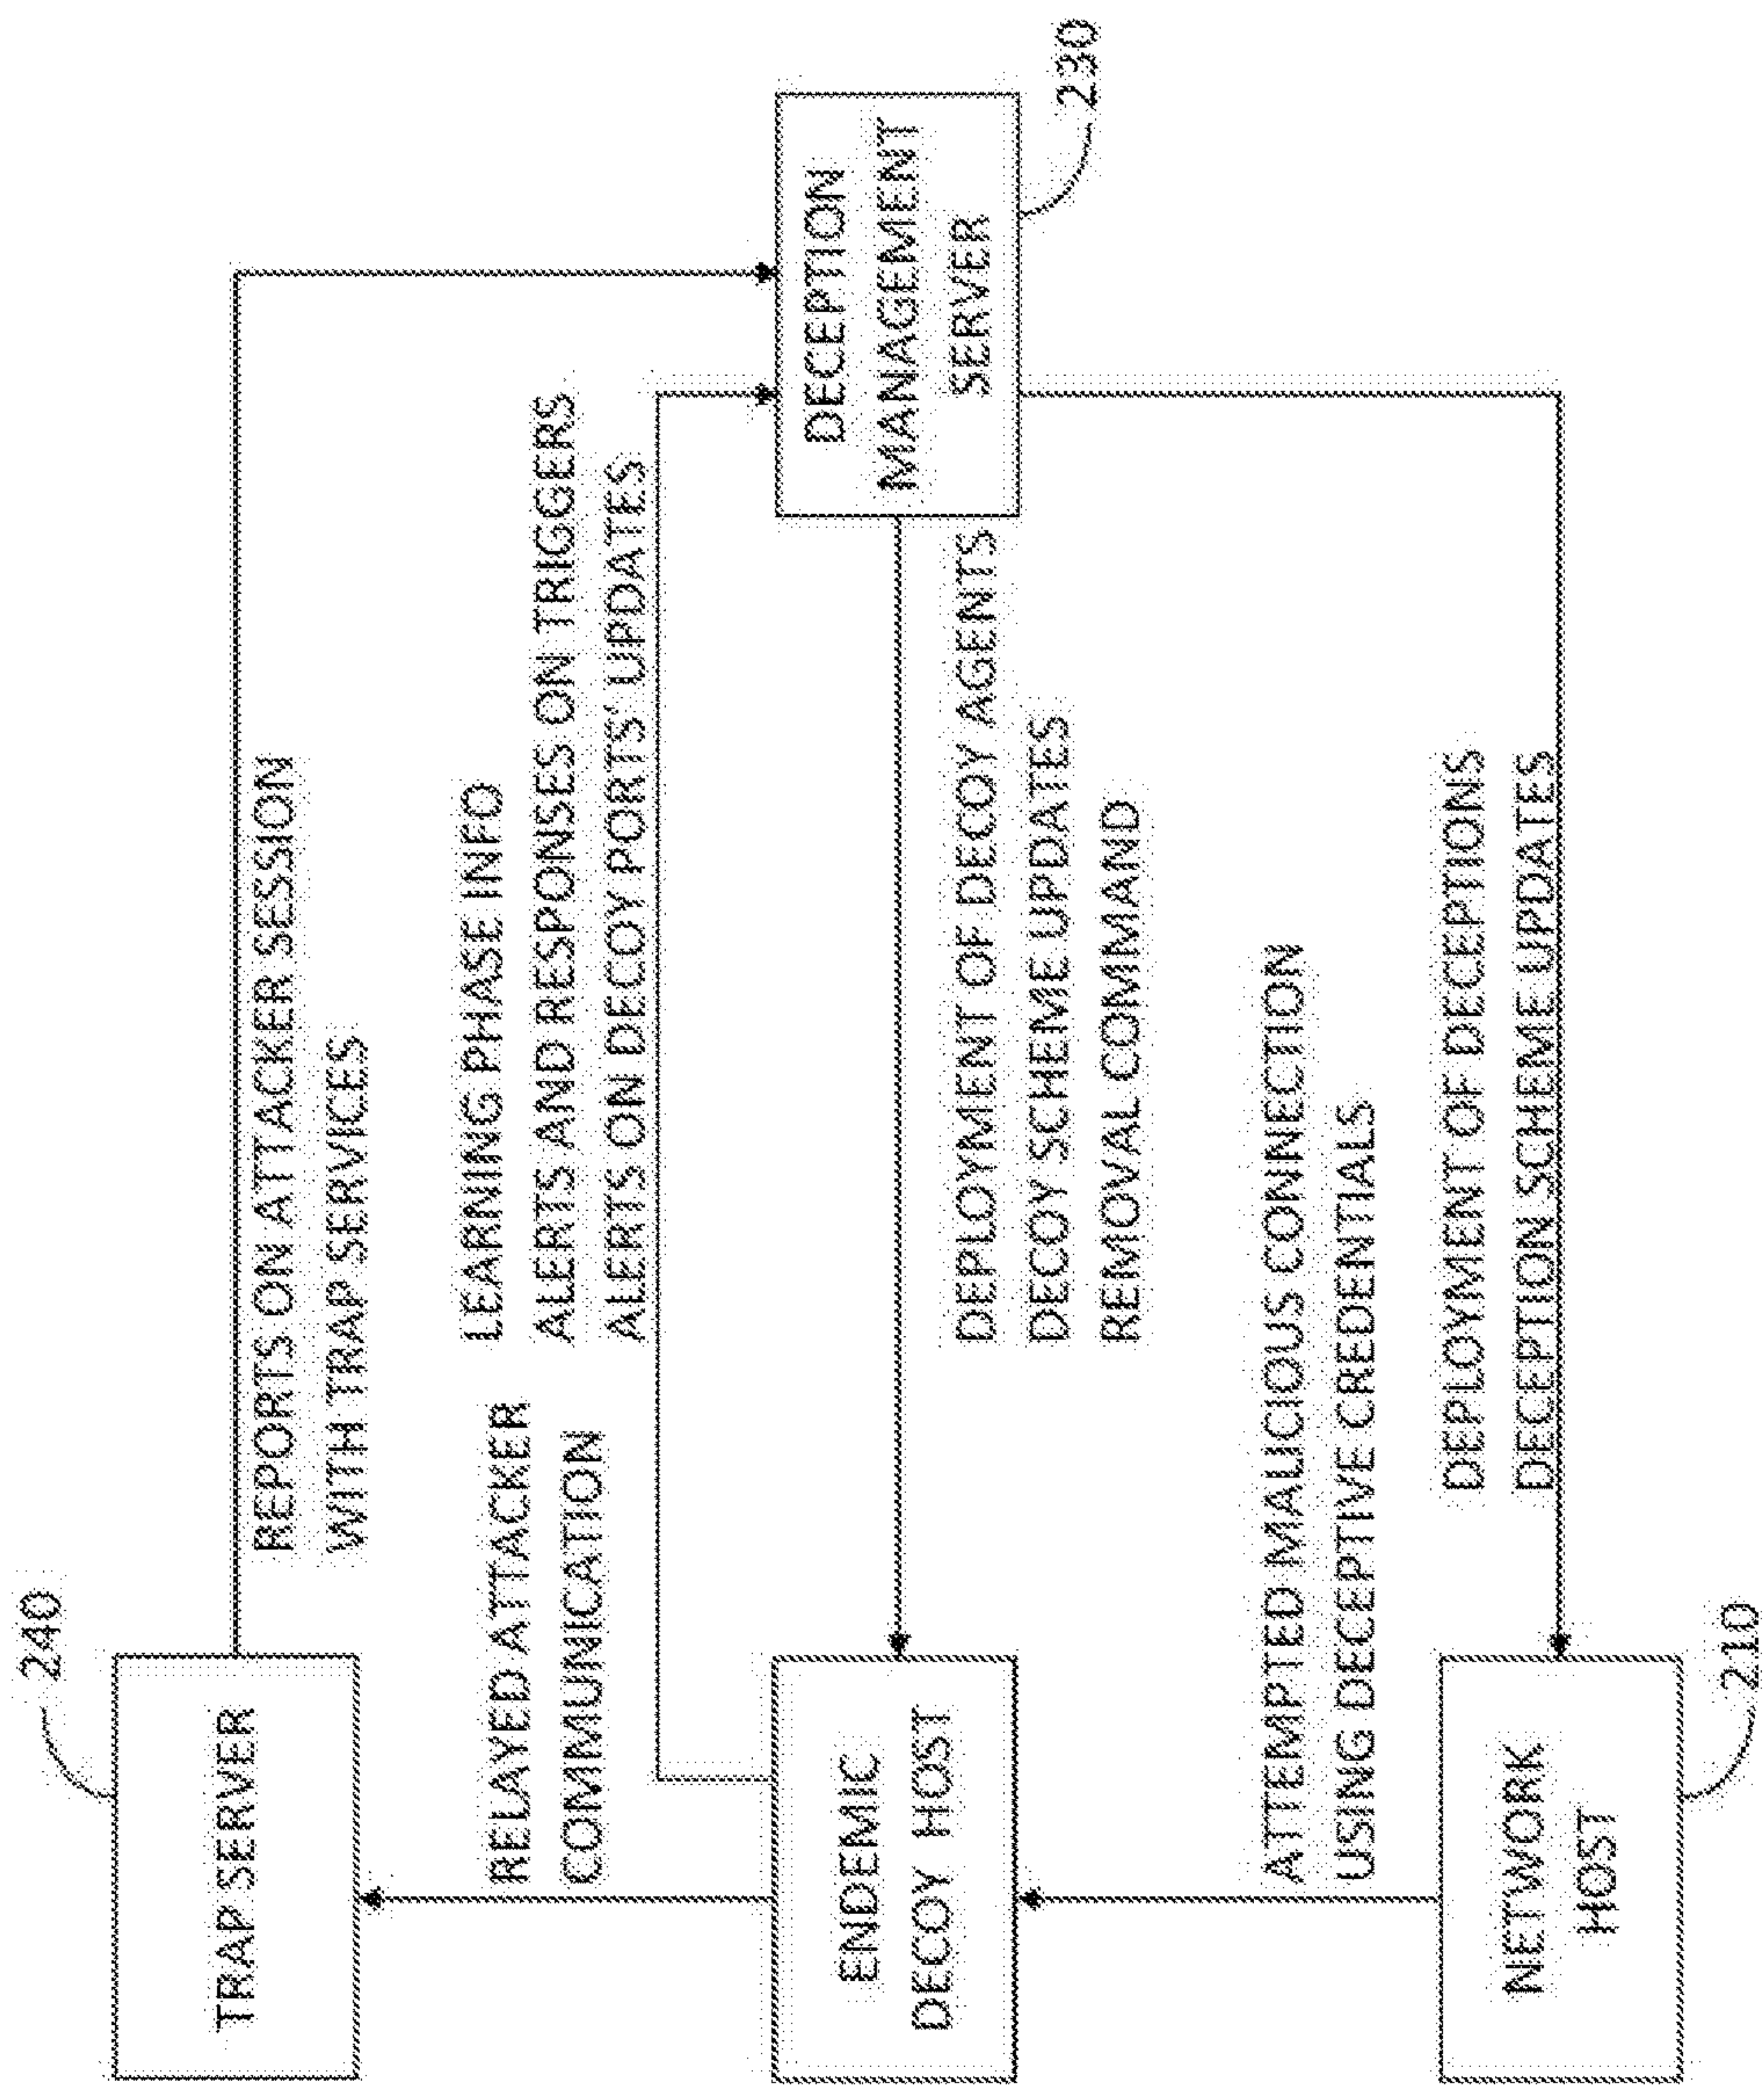 240
TRAP SERVER
REPORTS ON ATTACKER SESSION
WITH TRAP SERVICES
RELAYED ATTACKER
COMMUNICATION
LEARNING PHASE INFO
ALERTS AND RESPONSES ON TRIGGERS
ALERTS ON DECOY PORTS' UPDATES
ENDEMIC
DECOY HOST
DECEPTION
MANAGEMENT
SERVER
230
DEPLOYMENT OF DECOY AGENTS
DECOY SCHEME UPDATES
REMOVAL COMMAND
ATTEMPTED MALICIOUS CONNECTION
USING DECEPTIVE CREDENTIALS
DEPLOYMENT OF DECEPTIONS
DECEPTION SCHEME UPDATES
NETWORK
HOST
210